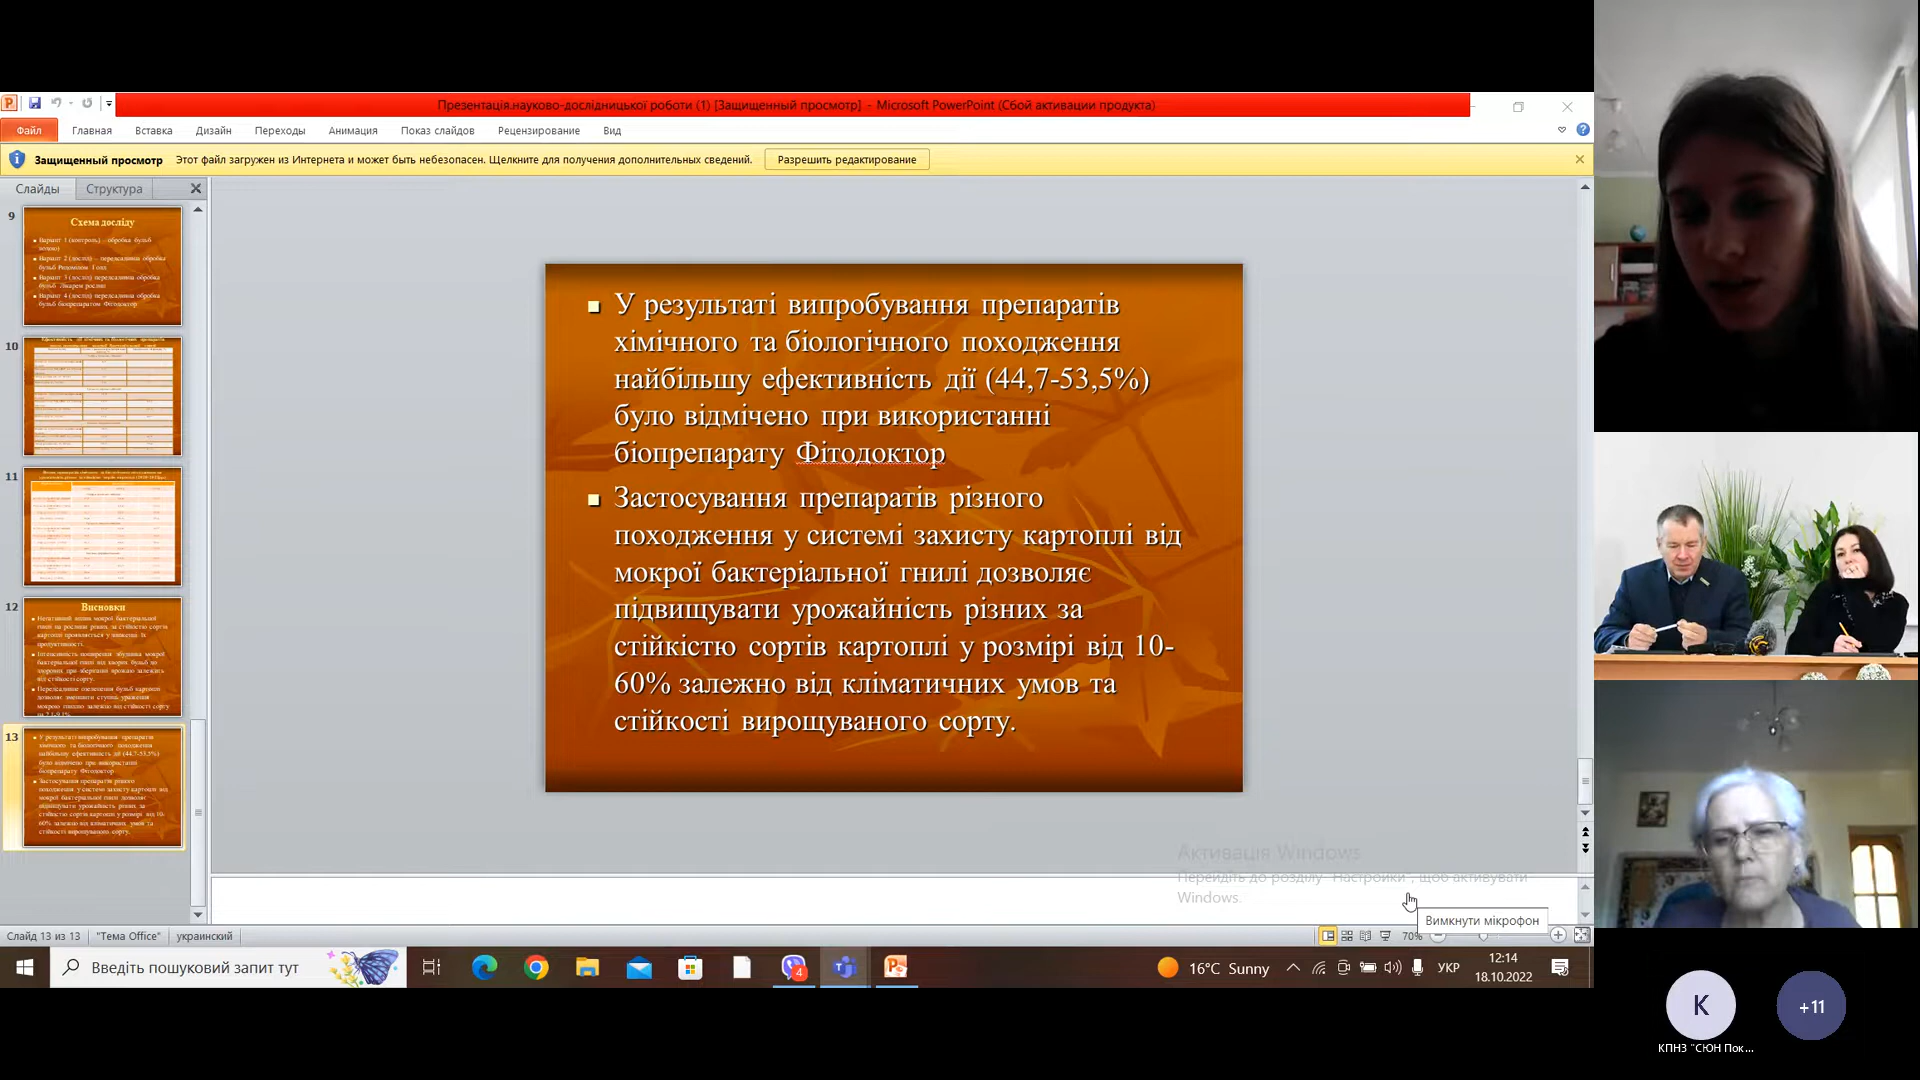 Презентація.науково-дослідницької роботи (1) [Защищенный просмотр] - Microsoft PowerPoint (Сбой активации продукта)
Файл Главная Вставка Дизайн Переходы Анимация Показ слайдов Рецензирование Вид
Защищенный просмотр Этот файл загружен из Интернета и может быть небезопасен. Щелкните для получения дополнительных сведений. Разрешить редактирование
Слайды Структура
9
Схема досліду
10
11
12
Висновки
13
У результаті випробування препаратів
хімічного та біологічного походження
найбільшу ефективність дії (44,7-53,5%)
було відмічено при використанні
біопрепарату Фітодоктор
Застосування препаратів різного
походження у системі захисту картоплі від
мокрої бактеріальної гнилі дозволяє
підвищувати урожайність різних за
стійкістю сортів картоплі у розмірі від 10-
60% залежно від кліматичних умов та
стійкості вирощуваного сорту.
Активація Windows
Перейдіть до розділу "Настройки", щоб активувати
Windows.
Вимкнути мікрофон
Слайд 13 из 13 "Тема Office" украинский 70%
Введіть пошуковий запит тут
4
16°C Sunny
УКР
12:14
18.10.2022
К
+11
КПНЗ "СЮН Пок...